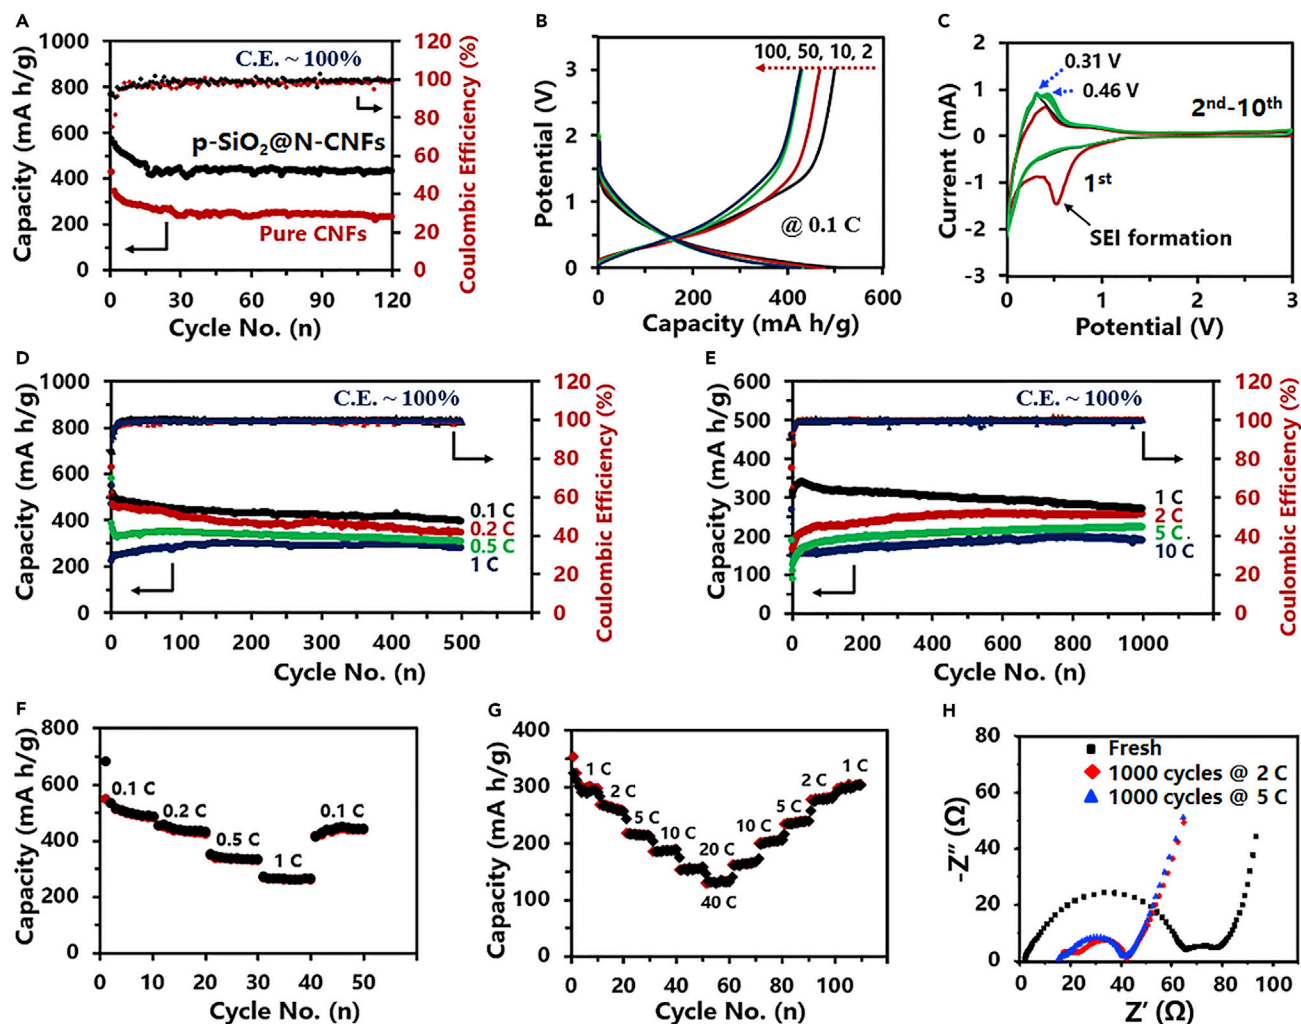 A
Capacity (mA h/g)
1000
800
600
400
200
0
C.E. ~ 100%
p-SiO2@N-CNFs
Pure CNFs
0 30 60 90 120
Cycle No. (n)
120
100
80
60
40
20
0
Coulombic Efficiency (%)
B
Potential (V)
4
3
2
1
0
100, 50, 10, 2
@ 0.1 C
0 200 400 600
Capacity (mA h/g)
C
Current (mA)
2
1
0
-1
-2
-3
0.31 V
0.46 V
2nd-10th
1st
SEI formation
0 1 2 3
Potential (V)
D
Capacity (mA h/g)
1000
800
600
400
200
0
C.E. ~ 100%
0.1 C
0.2 C
0.5 C
1 C
0 100 200 300 400 500
Cycle No. (n)
120
100
80
60
40
20
0
Coulombic Efficiency (%)
E
Capacity (mA h/g)
600
500
400
300
200
100
0
C.E. ~ 100%
1 C
2 C
5 C
10 C
0 200 400 600 800 1000
Cycle No. (n)
120
100
80
60
40
20
0
Coulombic Efficiency (%)
F
Capacity (mA h/g)
800
600
400
200
0
0.1 C
0.2 C
0.5 C
1 C
0.1 C
0 10 20 30 40 50
Cycle No. (n)
G
Capacity (mA h/g)
400
300
200
100
0
1 C
2 C
5 C
10 C
20 C
40 C
10 C
5 C
2 C
1 C
0 20 40 60 80 100
Cycle No. (n)
H
-Z″ (Ω)
80
60
40
20
0
Fresh
1000 cycles @ 2 C
1000 cycles @ 5 C
0 20 40 60 80 100
Z′ (Ω)